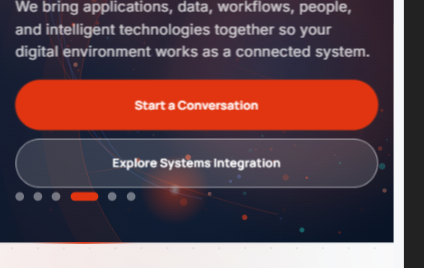 We bring applications, data, workflows, people,
and intelligent technologies together so your
digital environment works as a connected system.
Start a Conversation
Explore Systems Integration